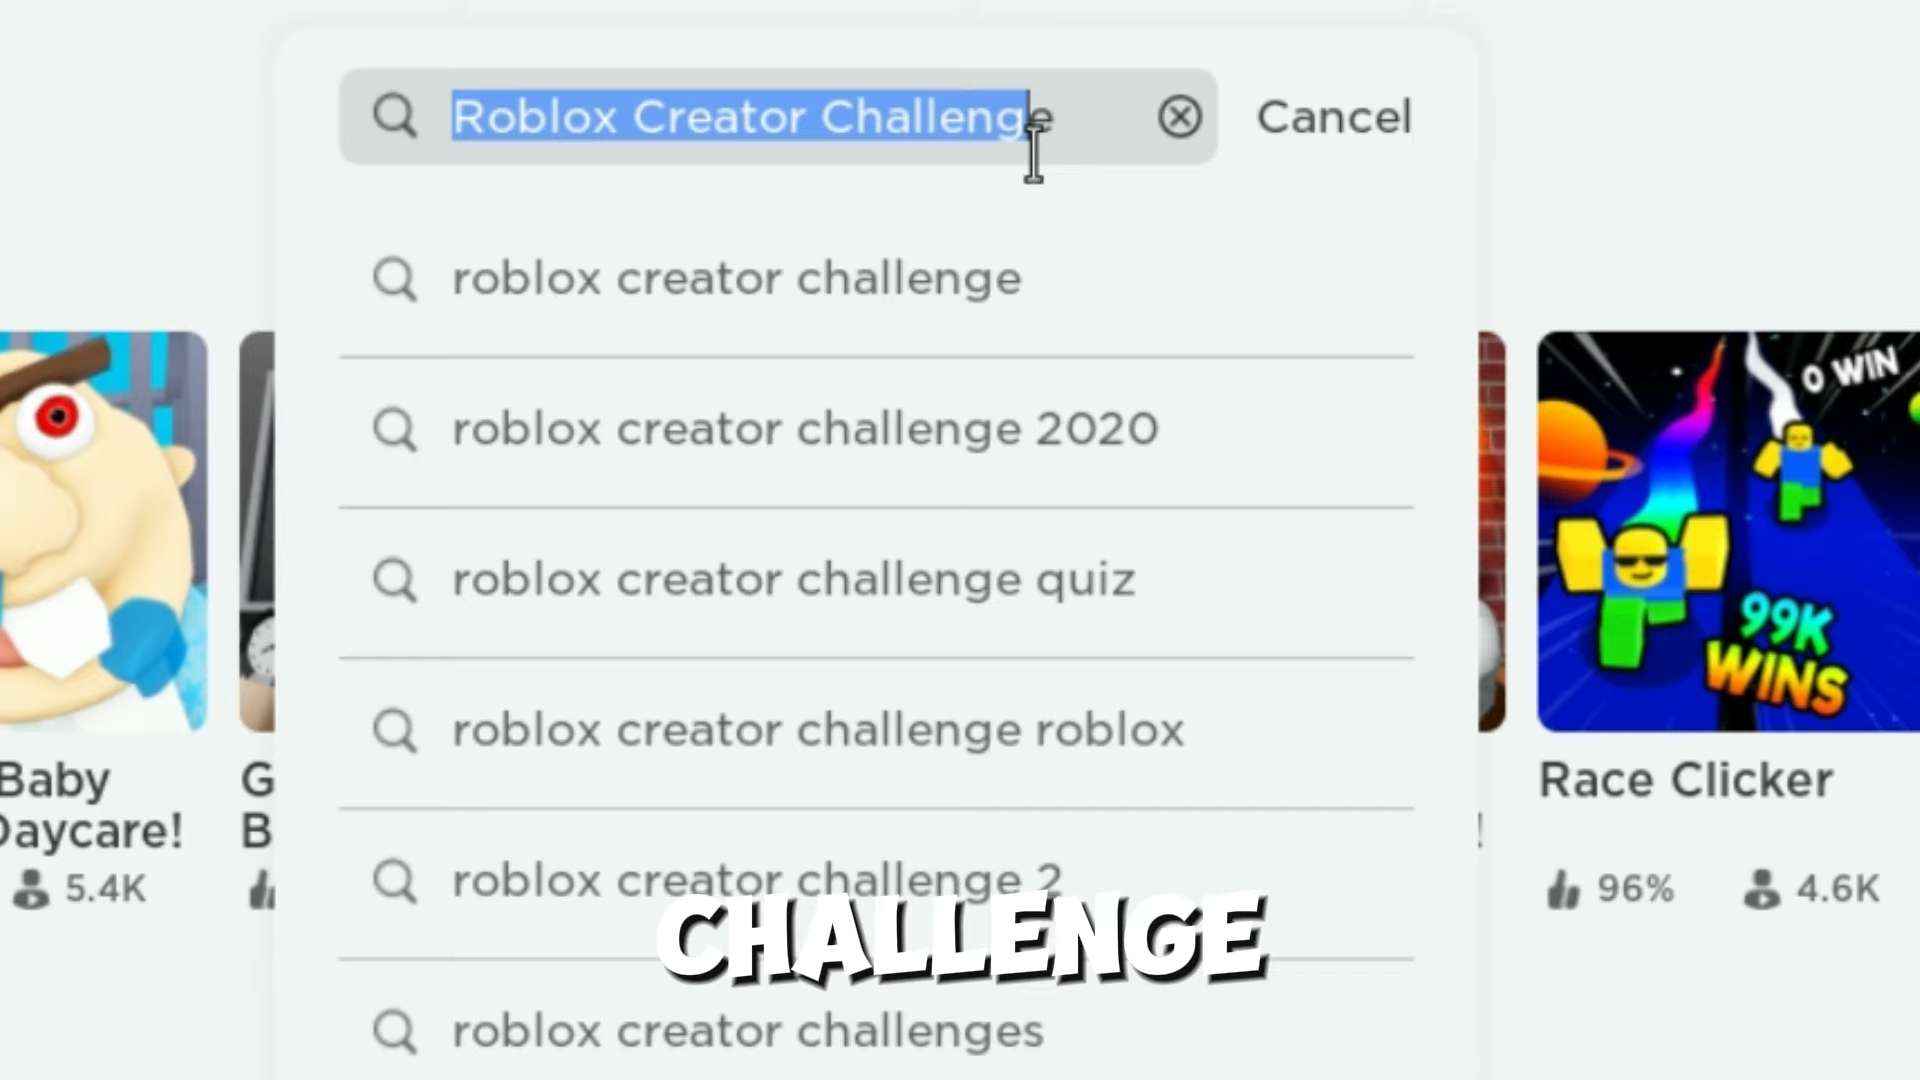 Roblox Creator Challenge
Cancel
roblox creator challenge
roblox creator challenge 2020
roblox creator challenge quiz
roblox creator challenge roblox
roblox creator challenge 2
roblox creator challenges
CHALLENGE
Baby
Daycare!
5.4K
G
B
!
0 WIN
99K
WINS
Race Clicker
96%
4.6K